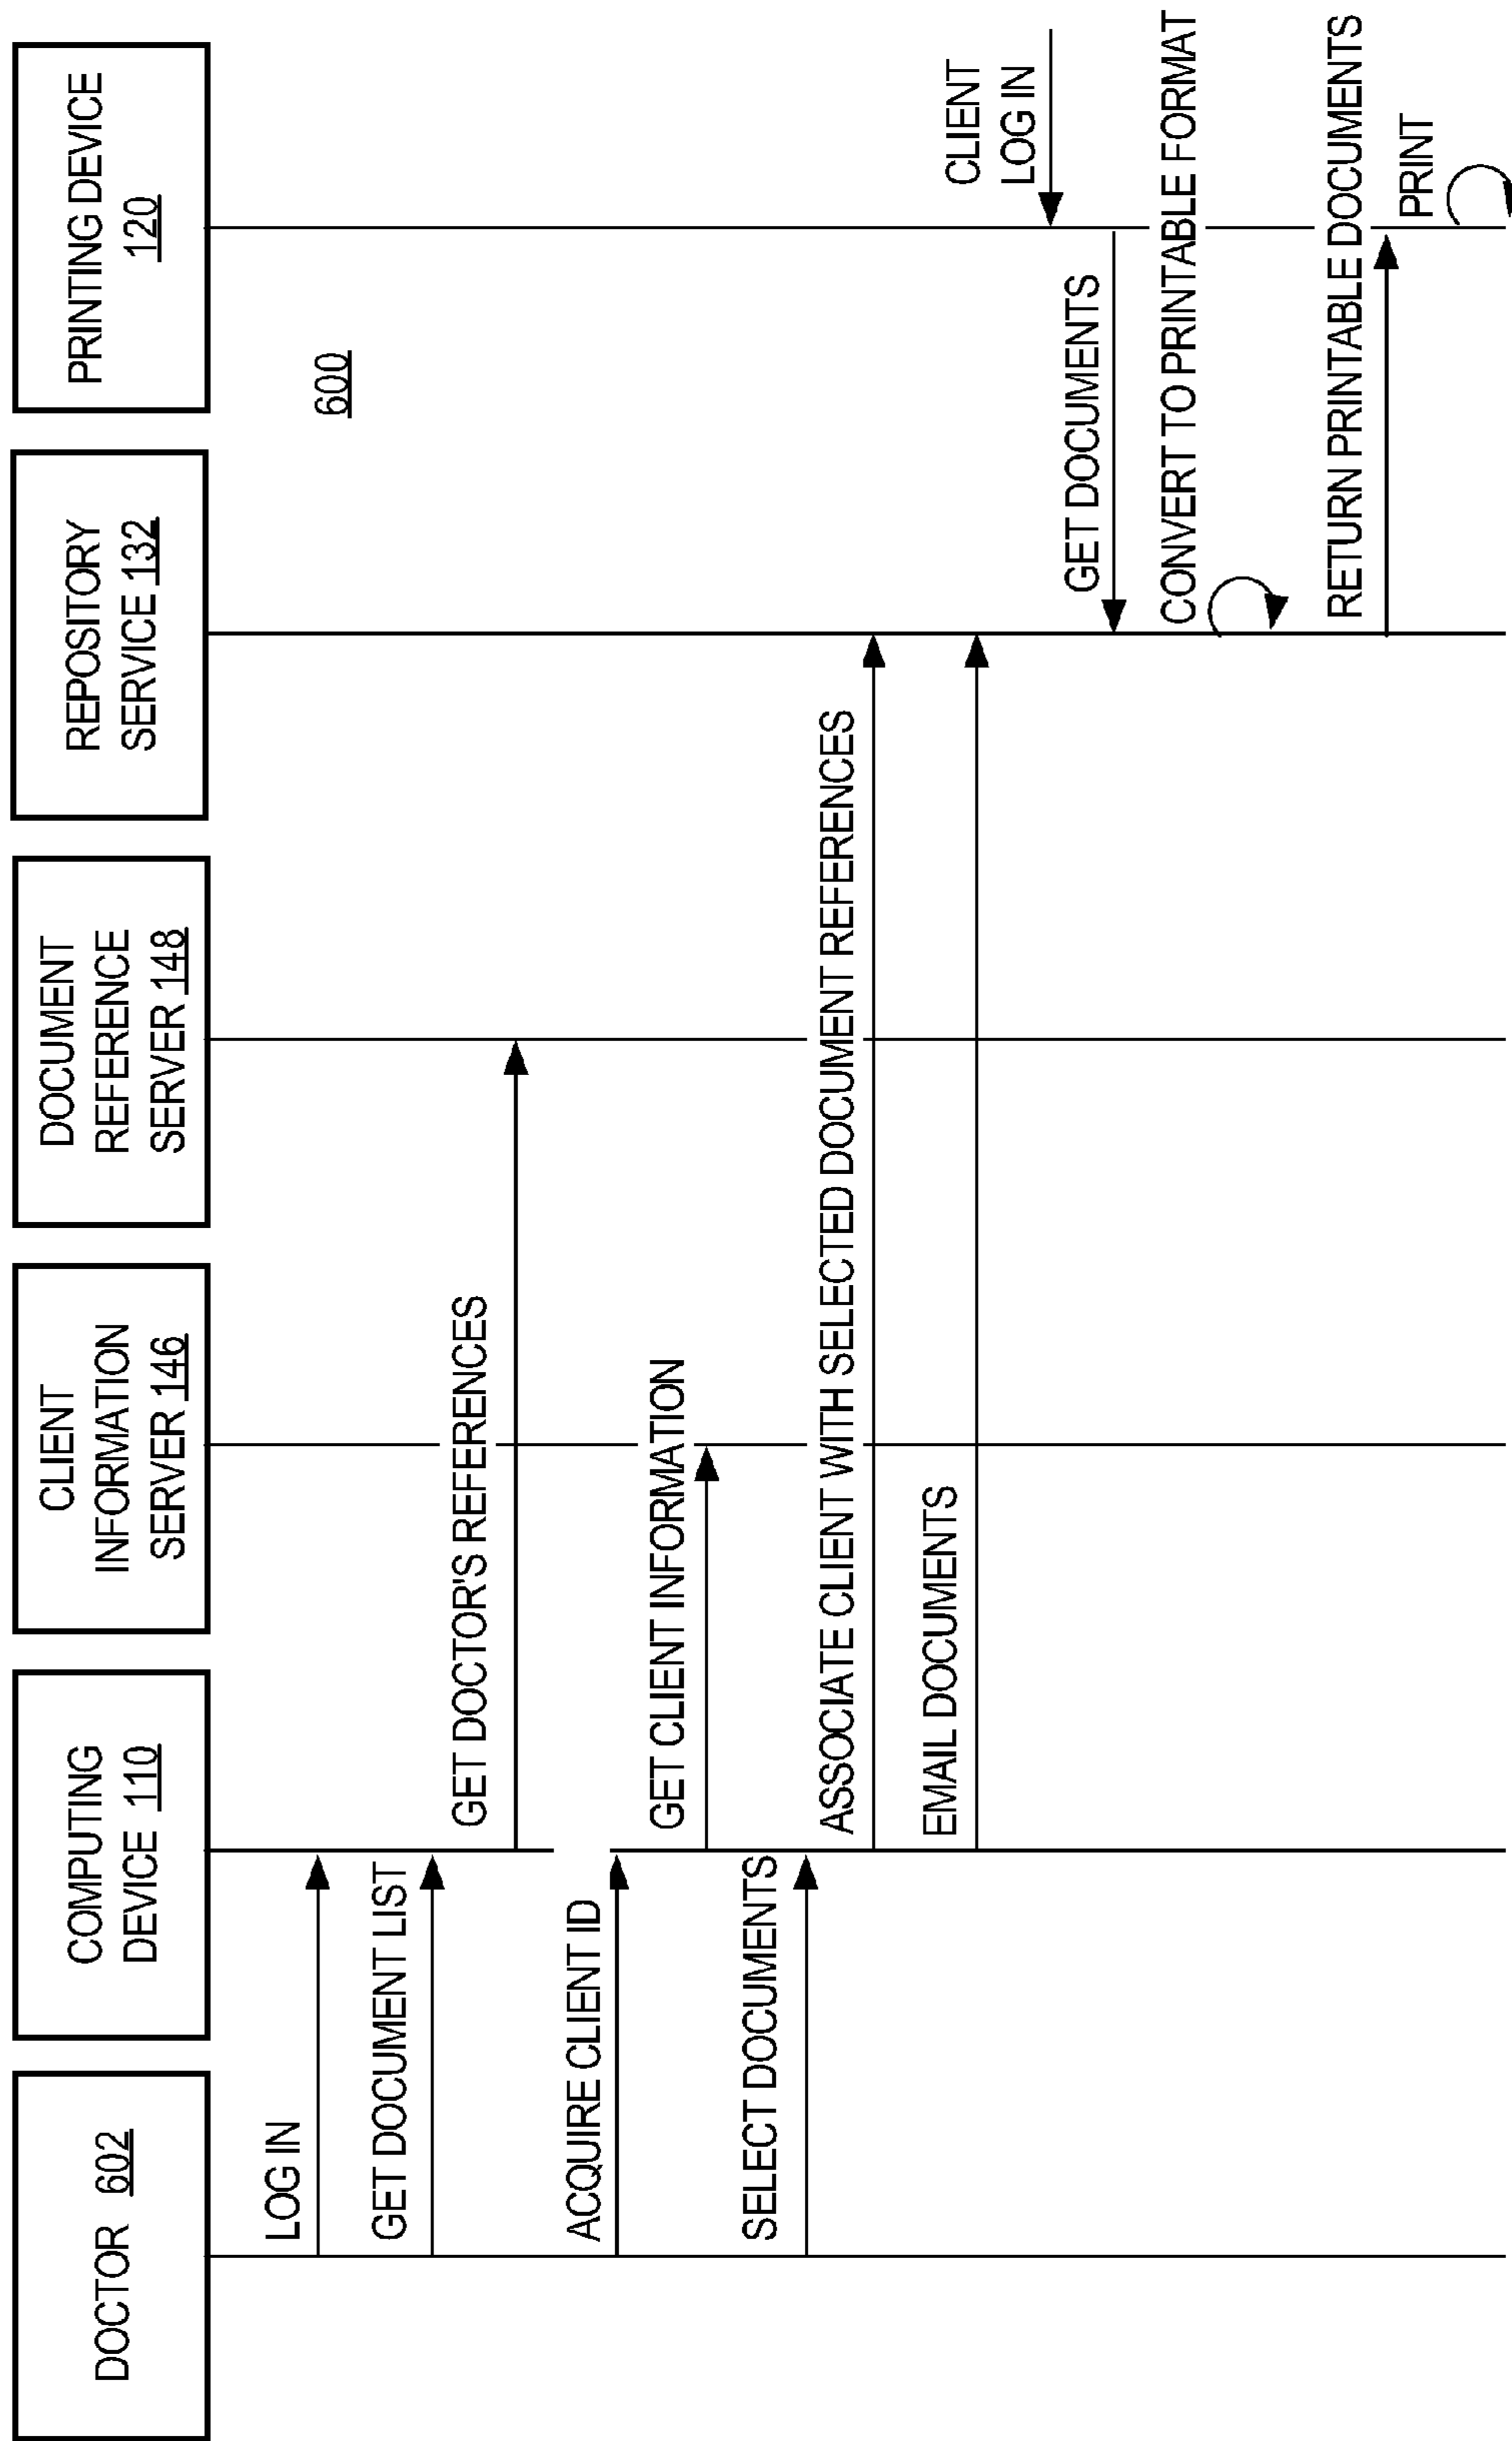 DOCTOR 602
COMPUTING
DEVICE 110
CLIENT
INFORMATION
SERVER 146
DOCUMENT
REFERENCE
SERVER 148
REPOSITORY
SERVICE 132
PRINTING DEVICE
120
600
LOG IN
GET DOCUMENT LIST
GET DOCTOR'S REFERENCES
ACQUIRE CLIENT ID
GET CLIENT INFORMATION
SELECT DOCUMENTS
ASSOCIATE CLIENT WITH SELECTED DOCUMENT REFERENCES
EMAIL DOCUMENTS
CLIENT
LOG IN
GET DOCUMENTS
CONVERT TO PRINTABLE FORMAT
RETURN PRINTABLE DOCUMENTS
PRINT